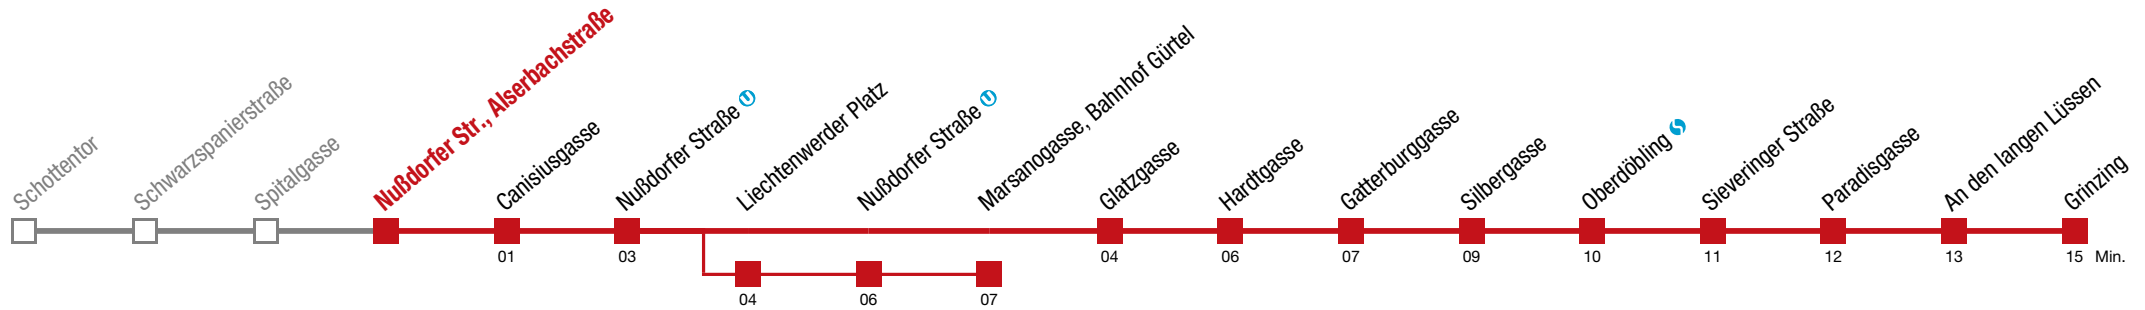 Schottentor
Schwarzspanierstraße
Spitalgasse
Nußdorfer Str., Alserbachstraße
Canisiusgasse
Nußdorfer Straße U
Liechtenwerder Platz
Nußdorfer Straße U
Marsanogasse, Bahnhof Gürtel
Glatzgasse
Hardtgasse
Gatterburggasse
Silbergasse
Oberdöbling S
Sieveringer Straße
Paradisgasse
An den langen Lüssen
Grinzing
01 03 04 06 07 09 10 11 12 13 15 Min.
04 06 07